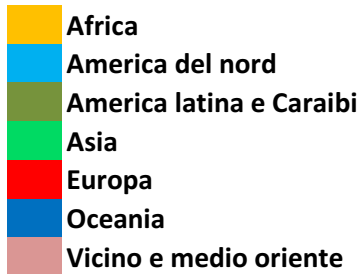 Africa
America del nord
America latina e Caraibi
Asia
Europa
Oceania
Vicino e medio oriente